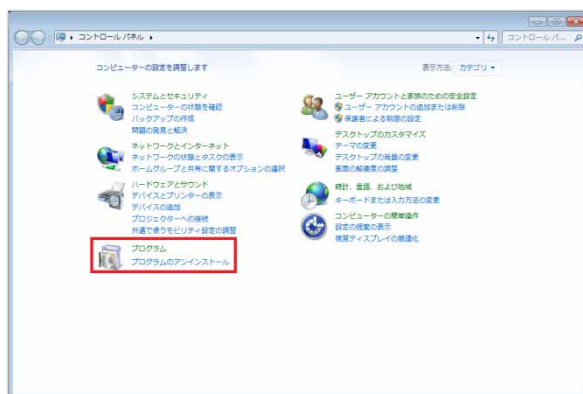 コントロール パネル
コントロール パ...
コンピューターの設定を調整します
表示方法: カテゴリ
システムとセキュリティ
コンピューターの状態を確認
バックアップの作成
問題の発見と解決
ネットワークとインターネット
ネットワークの状態とタスクの表示
ホームグループと共有に関するオプションの選択
ハードウェアとサウンド
デバイスとプリンターの表示
デバイスの追加
プロジェクターへの接続
共通で使うモビリティ設定の調整
プログラム
プログラムのアンインストール
ユーザー アカウントと家族のための安全設定
ユーザー アカウントの追加または削除
保護者による制限の設定
デスクトップのカスタマイズ
テーマの変更
デスクトップの背景の変更
画面の解像度の調整
時計、言語、および地域
キーボードまたは入力方法の変更
コンピューターの簡単操作
設定の提案の表示
視覚ディスプレイの最適化